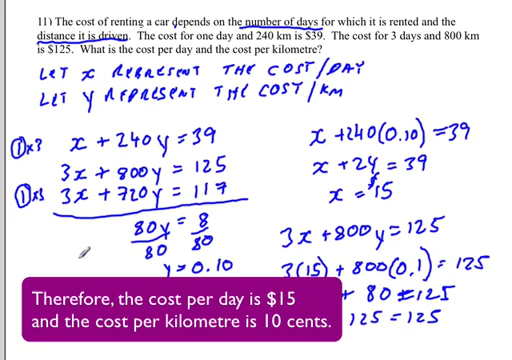 11) The cost of renting a car depends on the number of days for which it is rented and the
distance it is driven. The cost for one day and 240 km is $39. The cost for 3 days and 800 km
is $125. What is the cost per day and the cost per kilometre?
LET X REPRESENT THE COST/DAY
LET Y REPRESENT THE COST/KM
①x3 x + 240y = 39
3x + 800y = 125
①x3 3x + 720y = 117
80y = 8
80 80
y = 0.10
x + 240(0.10) = 39
x + 24 = 39
x = $15
3x + 800y = 125
3(15) + 800(0.1) = 125
+ 80 = 125
125 = 125
Therefore, the cost per day is $15
and the cost per kilometre is 10 cents.